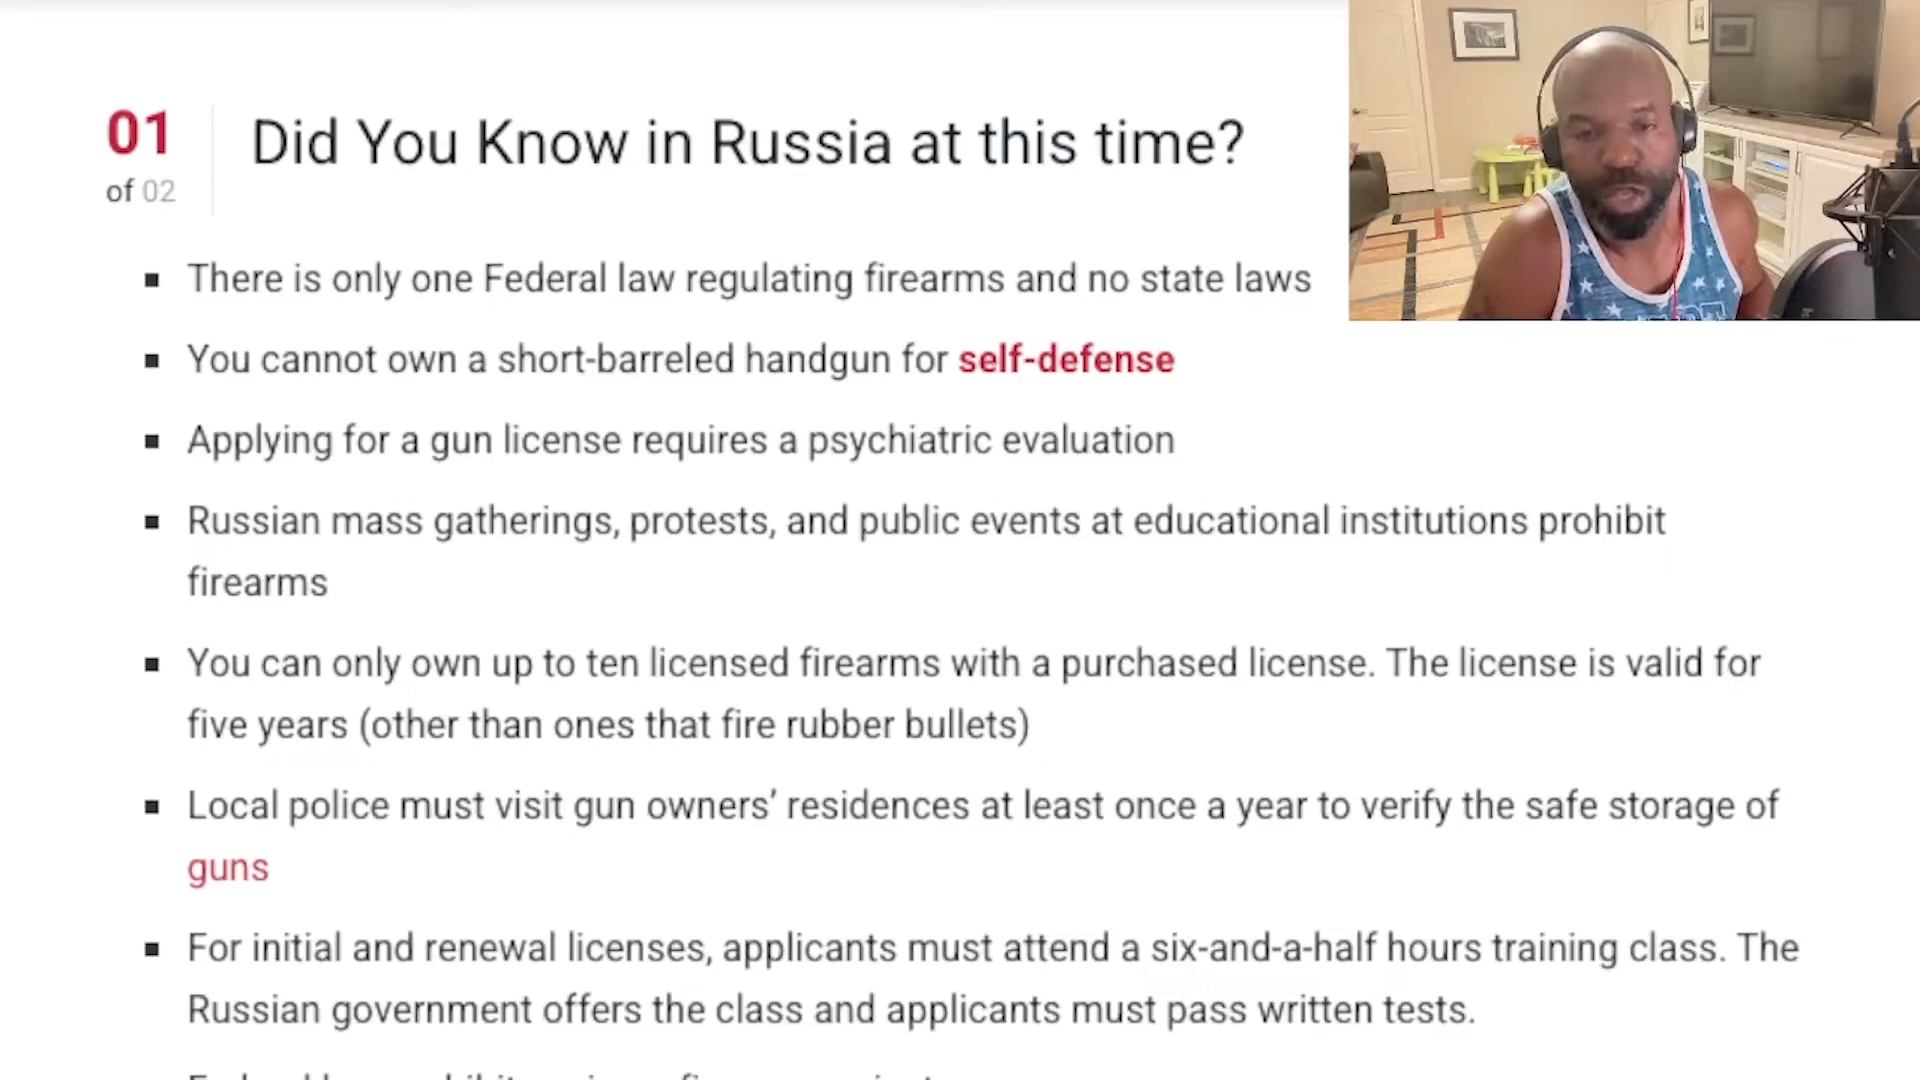 01
of 02
Did You Know in Russia at this time?
▪ There is only one Federal law regulating firearms and no state laws
▪ You cannot own a short-barreled handgun for self-defense
▪ Applying for a gun license requires a psychiatric evaluation
▪ Russian mass gatherings, protests, and public events at educational institutions prohibit
firearms
▪ You can only own up to ten licensed firearms with a purchased license. The license is valid for
five years (other than ones that fire rubber bullets)
▪ Local police must visit gun owners’ residences at least once a year to verify the safe storage of
guns
▪ For initial and renewal licenses, applicants must attend a six-and-a-half hours training class. The
Russian government offers the class and applicants must pass written tests.